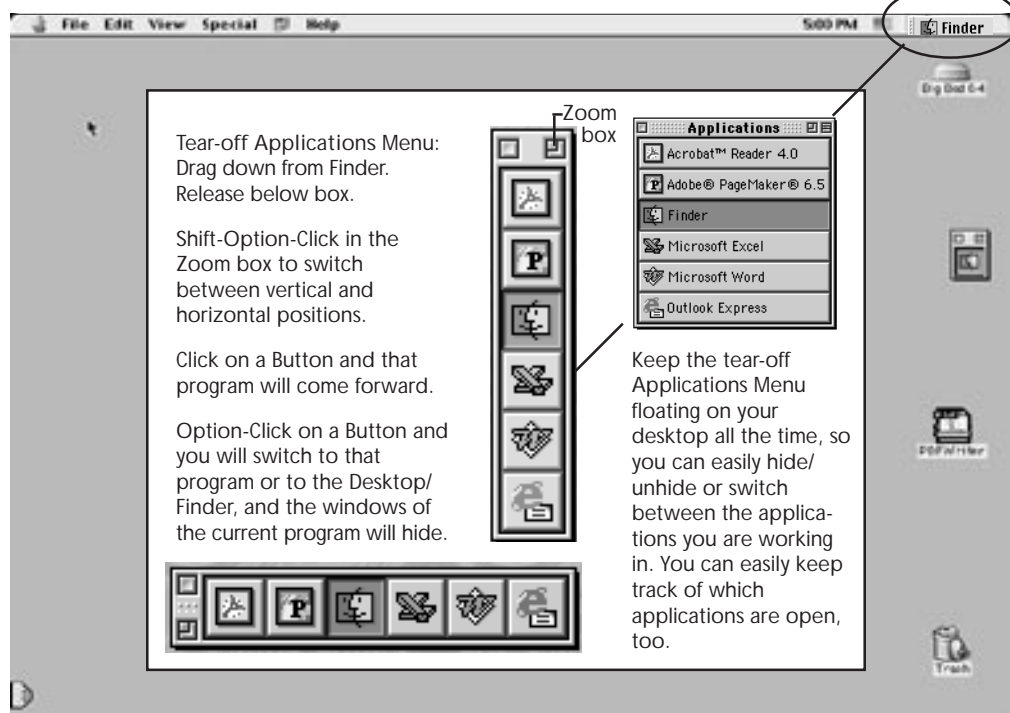 File Edit View Special Help
5:00 PM
Finder
Tear-off Applications Menu:
Drag down from Finder.
Release below box.
Shift-Option-Click in the
Zoom box to switch
between vertical and
horizontal positions.
Click on a Button and that
program will come forward.
Option-Click on a Button and
you will switch to that
program or to the Desktop/
Finder, and the windows of
the current program will hide.
Zoom
box
P
Applications
Acrobat™ Reader 4.0
P
Adobe® PageMaker® 6.5
Finder
Microsoft Excel
Microsoft Word
Outlook Express
Keep the tear-off
Applications Menu
floating on your
desktop all the time, so
you can easily hide/
unhide or switch
between the applica-
tions you are working
in. You can easily keep
track of which
applications are open,
too.
P
PDFWriter
Trash